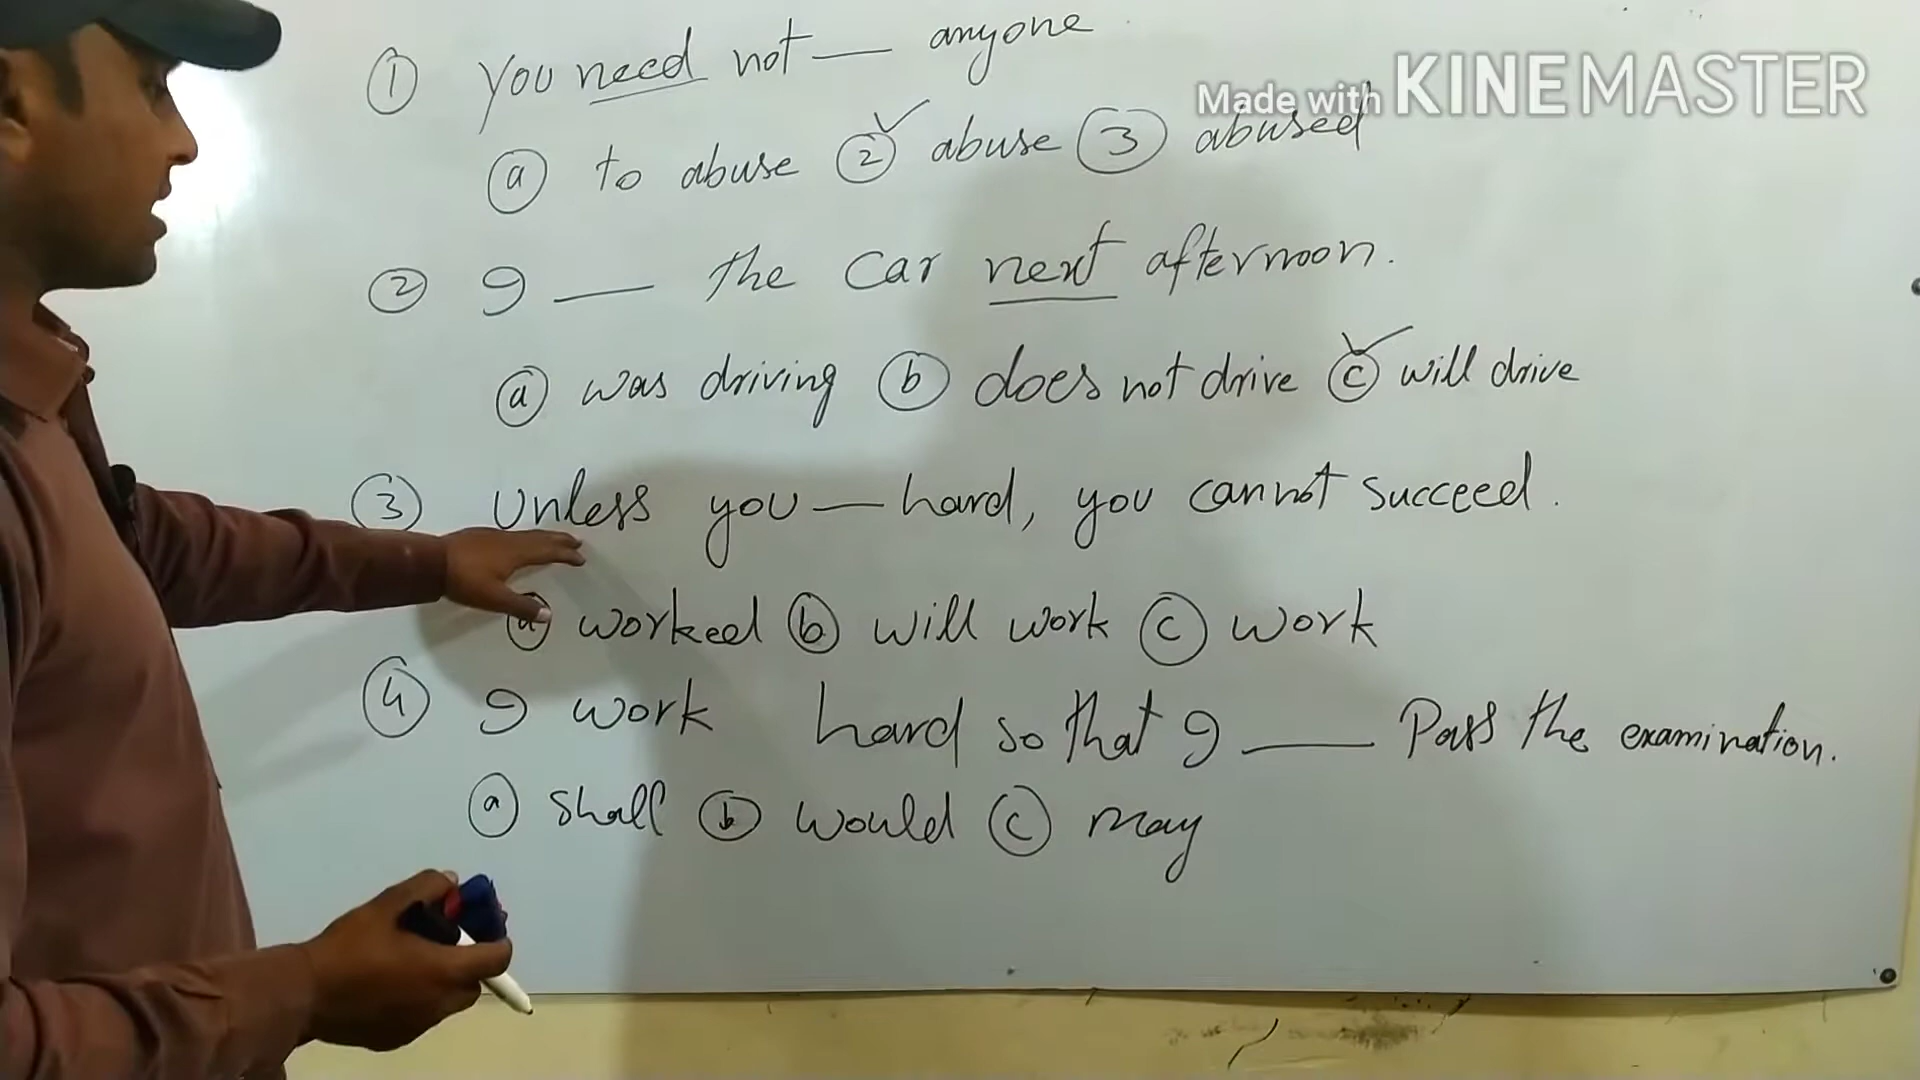 ① You need not — anyone
Made with KINEMASTER
ⓐ to abuse ② abuse ③ abused
② I — the car next afternoon.
ⓐ was driving ⓑ does not drive ⓒ will drive
③ Unless you — hard, you cannot succeed.
ⓐ worked ⓑ will work ⓒ work
④ I work hard so that I — Pass the examination.
ⓐ shall ⓑ would ⓒ may